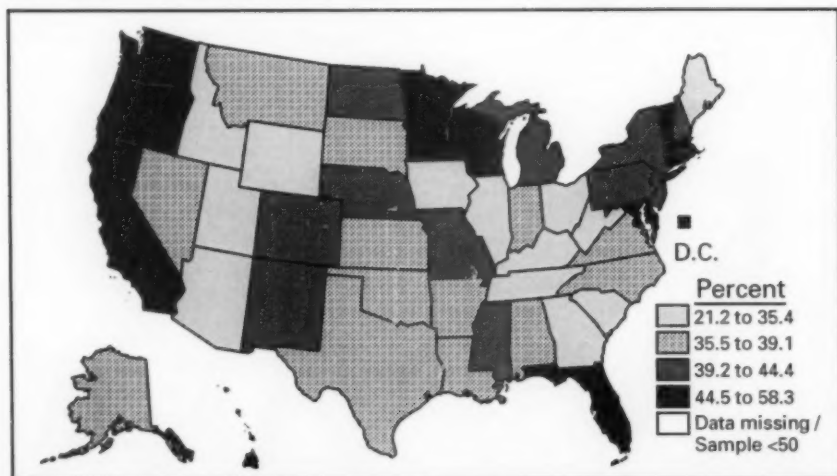 D.C.
Percent
21.2 to 35.4
35.5 to 39.1
39.2 to 44.4
44.5 to 58.3
Data missing /
Sample <50